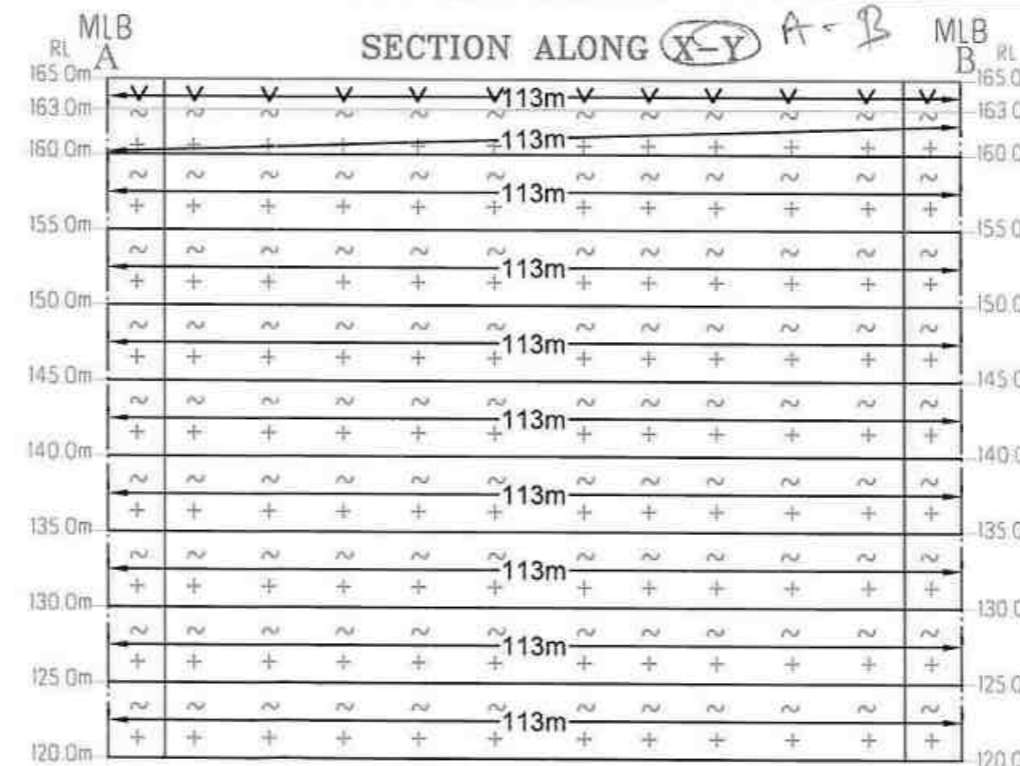 MLB SECTION ALONG X-Y A-B MLB
RL A B RL
165.0m 165.0
113m
163.0m 163.0
113m
160.0m 160.0
113m
155.0m 155.0
113m
150.0m 150.0
113m
145.0m 145.0
113m
140.0m 140.0
113m
135.0m 135.0
113m
130.0m 130.0
113m
125.0m 125.0
113m
120.0m 120.0